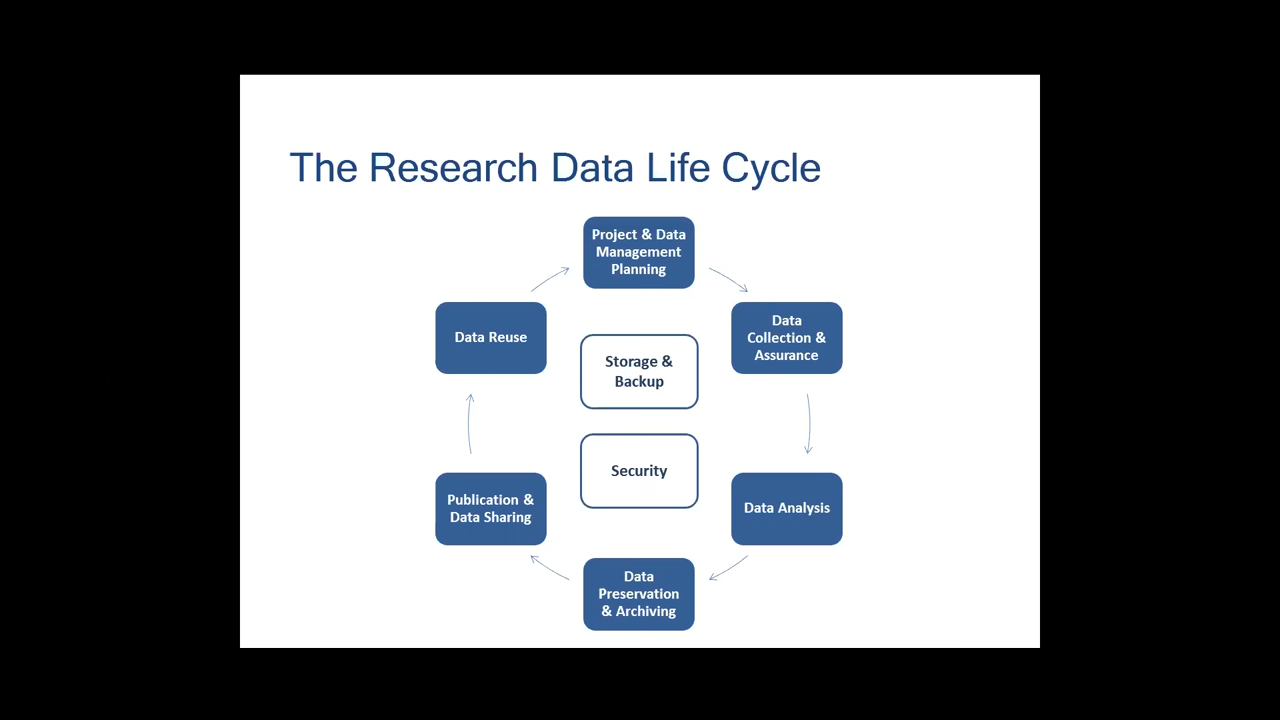 The Research Data Life Cycle
Project & Data
Management
Planning
Data
Collection &
Assurance
Data Analysis
Data
Preservation
& Archiving
Publication &
Data Sharing
Data Reuse
Storage &
Backup
Security